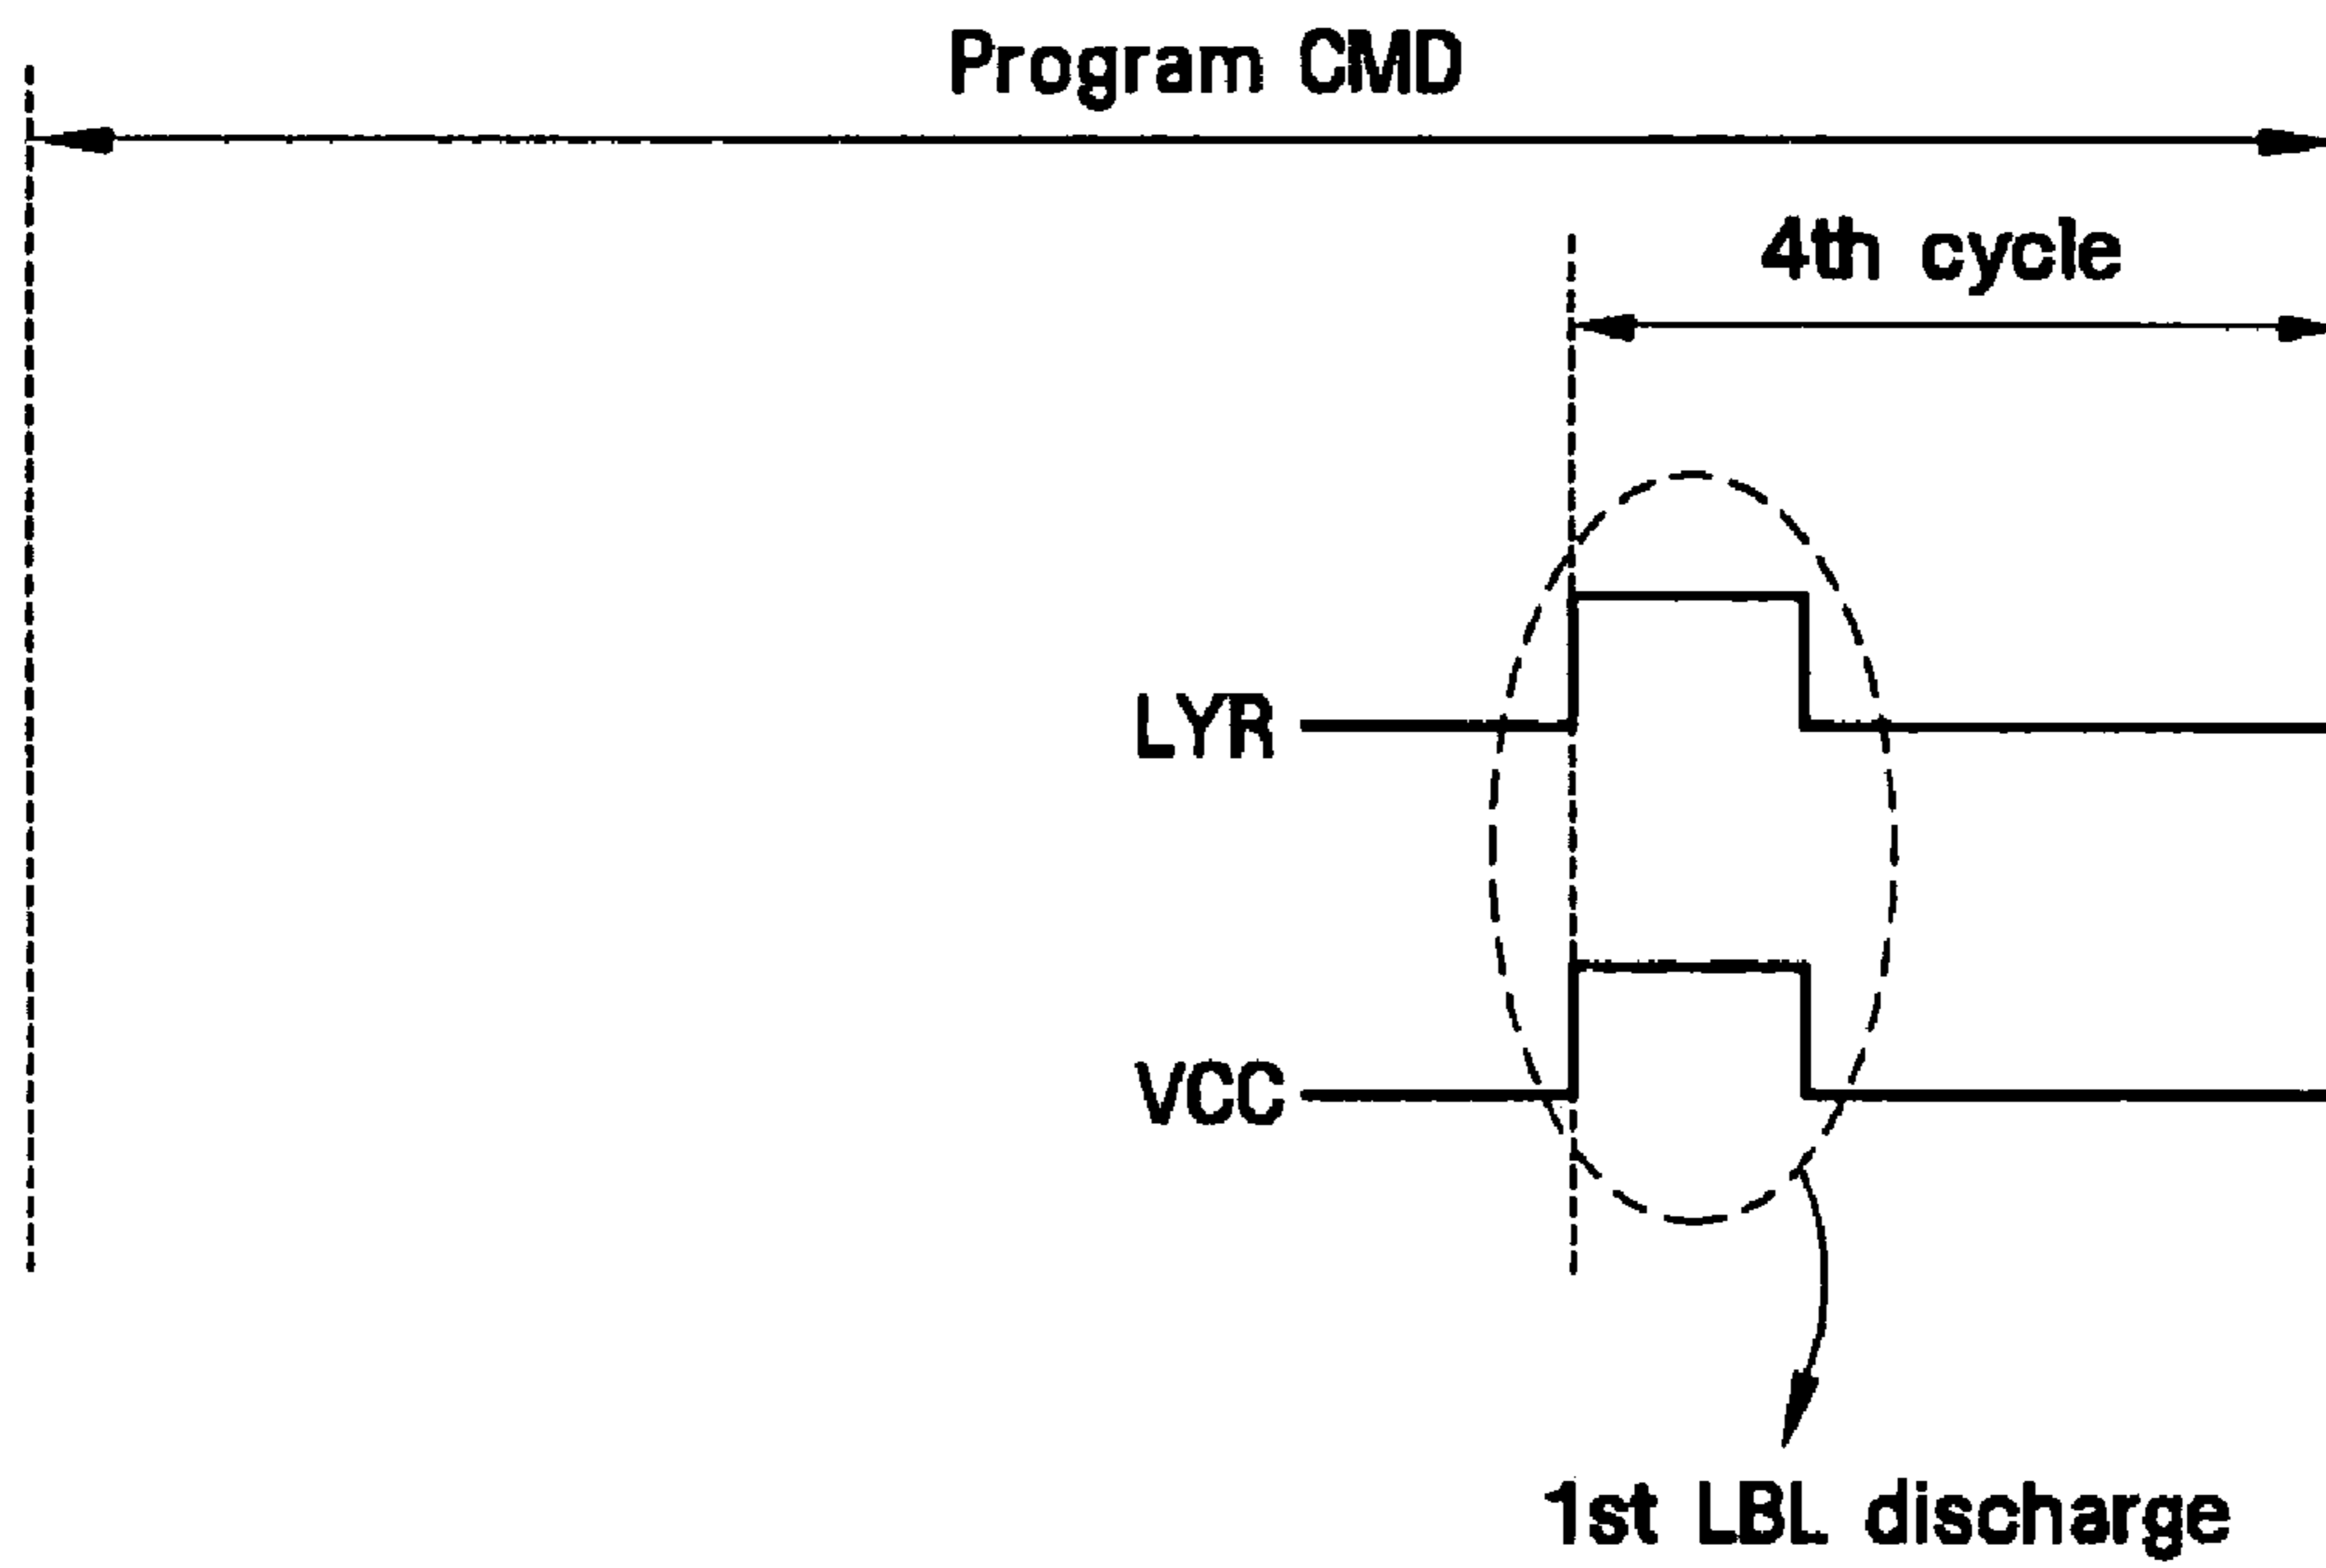 Program CMD
4th cycle
LYR
VCC
1st LBL discharge